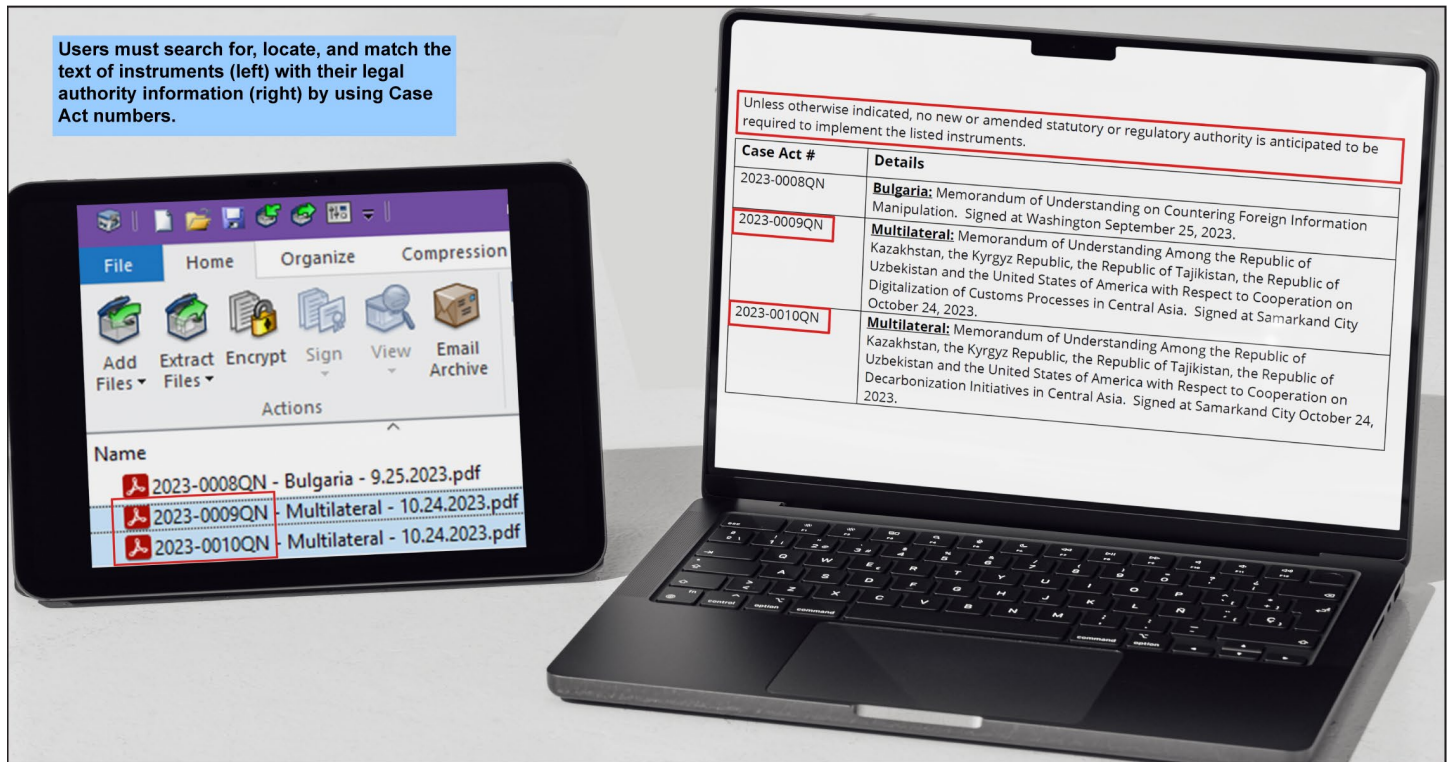 Users must search for, locate, and match the
text of instruments (left) with their legal
authority information (right) by using Case
Act numbers.
File Home Organize Compression
Add Files Extract Files Encrypt Sign View Email Archive
Actions
Name
2023-0008QN - Bulgaria - 9.25.2023.pdf
2023-0009QN - Multilateral - 10.24.2023.pdf
2023-0010QN - Multilateral - 10.24.2023.pdf
Unless otherwise indicated, no new or amended statutory or regulatory authority is anticipated to be
required to implement the listed instruments.
Case Act # Details
2023-0008QN Bulgaria: Memorandum of Understanding on Countering Foreign Information
Manipulation. Signed at Washington September 25, 2023.
2023-0009QN Multilateral: Memorandum of Understanding Among the Republic of
Kazakhstan, the Kyrgyz Republic, the Republic of Tajikistan, the Republic of
Uzbekistan and the United States of America with Respect to Cooperation on
Digitalization of Customs Processes in Central Asia. Signed at Samarkand City
October 24, 2023.
2023-0010QN Multilateral: Memorandum of Understanding Among the Republic of
Kazakhstan, the Kyrgyz Republic, the Republic of Tajikistan, the Republic of
Uzbekistan and the United States of America with Respect to Cooperation on
Decarbonization Initiatives in Central Asia. Signed at Samarkand City October 24,
2023.
Q W E R T Y U I O P
A S D F G H J K L Ñ
Z X C V B N M
fn control option command command option